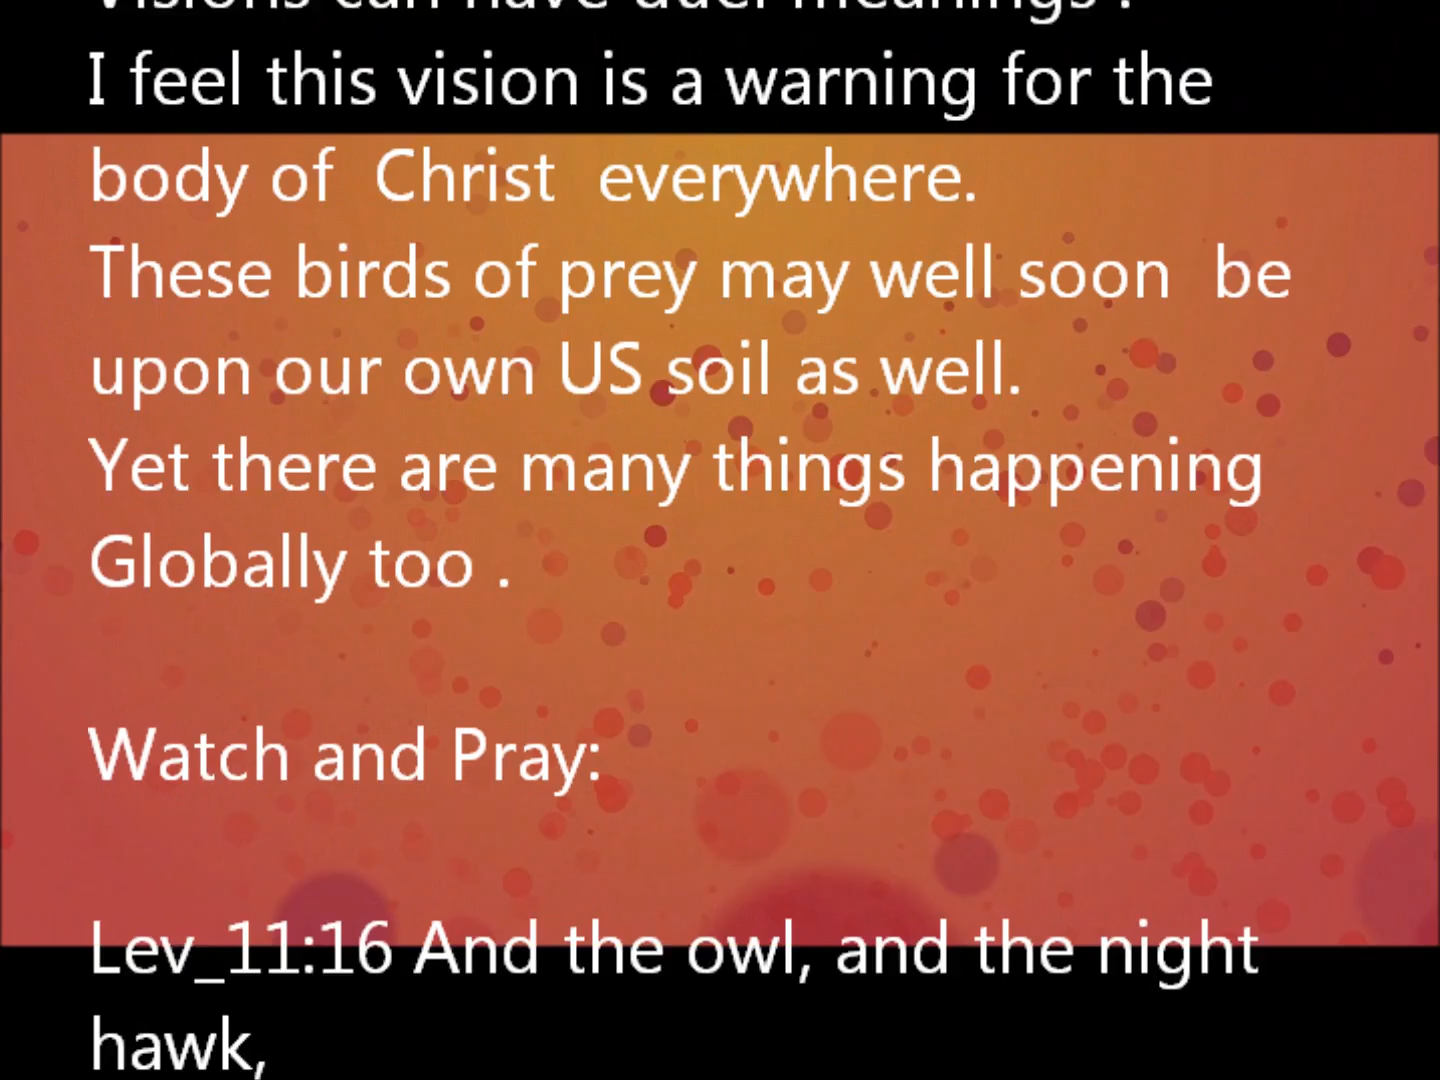 Visions can have duel meanings .
I feel this vision is a warning for the
body of  Christ  everywhere.
These birds of prey may well soon  be
upon our own US soil as well.
Yet there are many things happening
Globally too .
Watch and Pray:
Lev_11:16 And the owl, and the night
hawk,